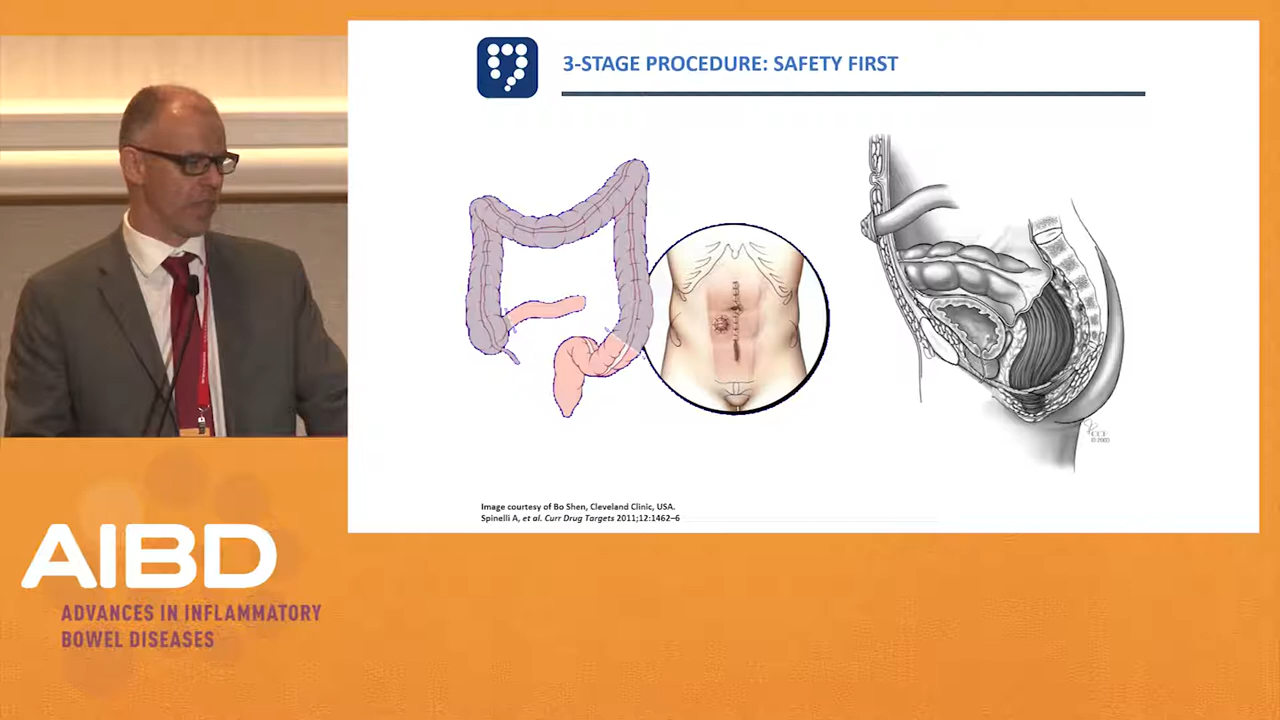 3-STAGE PROCEDURE: SAFETY FIRST
Image courtesy of Bo Shen, Cleveland Clinic, USA.
Spinelli A, et al. Curr Drug Targets 2011;12:1462–6
AIBD
ADVANCES IN INFLAMMATORY
BOWEL DISEASES